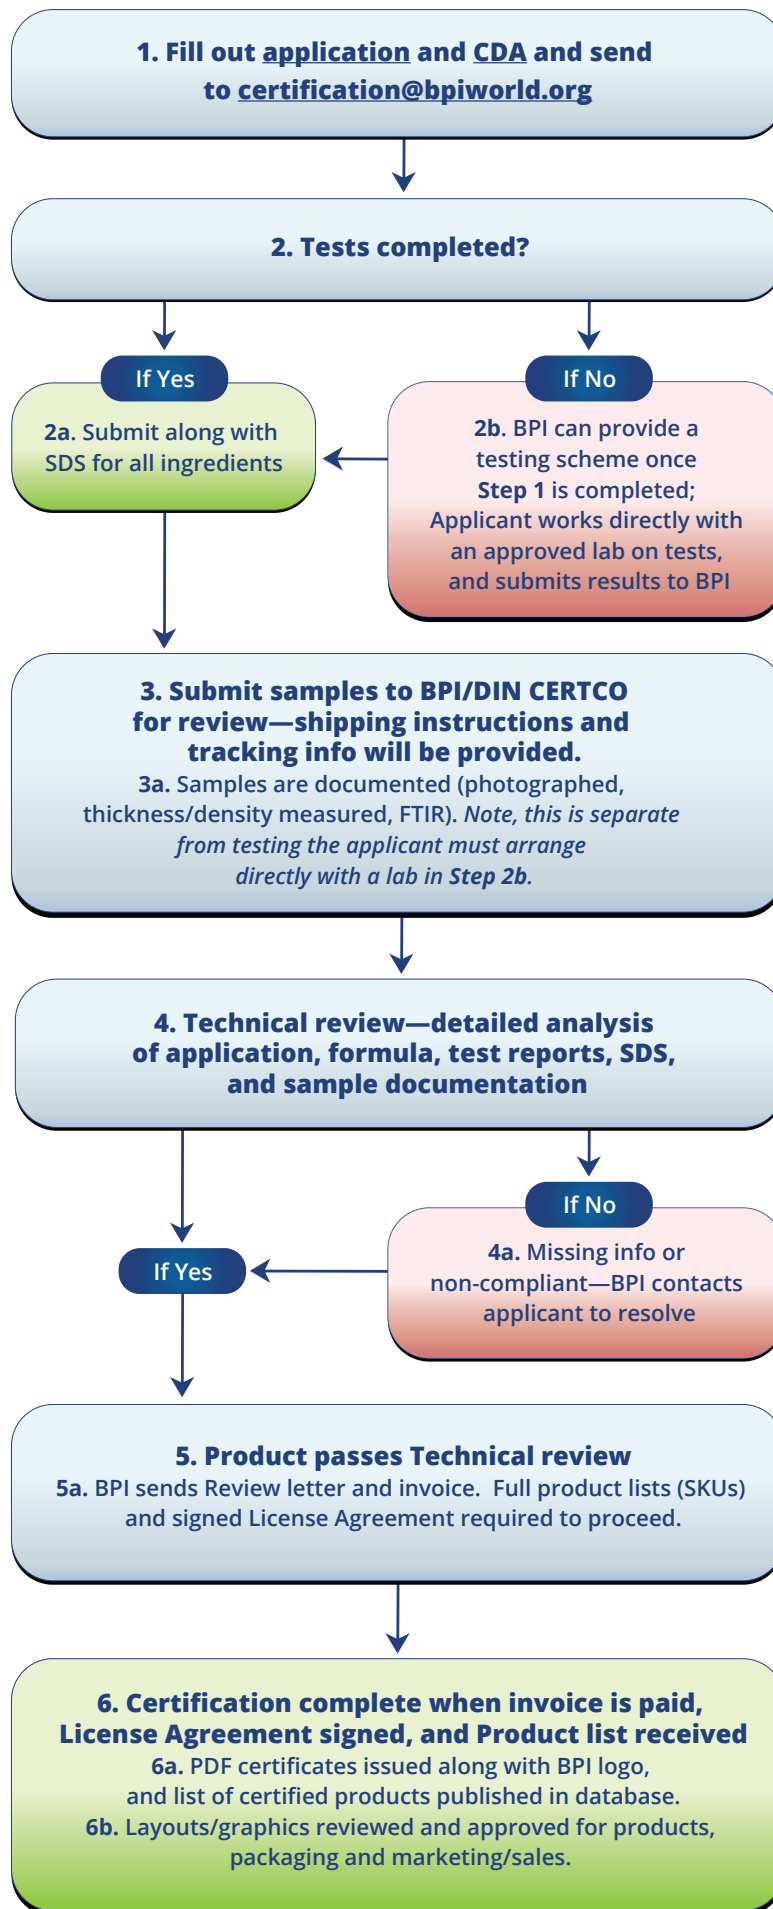 1. Fill out application and CDA and send
to certification@bpiworld.org
2. Tests completed?
If Yes
2a. Submit along with
SDS for all ingredients
If No
2b. BPI can provide a
testing scheme once
Step 1 is completed;
Applicant works directly with
an approved lab on tests,
and submits results to BPI
3. Submit samples to BPI/DIN CERTCO
for review—shipping instructions and
tracking info will be provided.
3a. Samples are documented (photographed,
thickness/density measured, FTIR). Note, this is separate
from testing the applicant must arrange
directly with a lab in Step 2b.
4. Technical review—detailed analysis
of application, formula, test reports, SDS,
and sample documentation
If No
4a. Missing info or
non-compliant—BPI contacts
applicant to resolve
If Yes
5. Product passes Technical review
5a. BPI sends Review letter and invoice.  Full product lists (SKUs)
and signed License Agreement required to proceed.
6. Certification complete when invoice is paid,
License Agreement signed, and Product list received
6a. PDF certificates issued along with BPI logo,
and list of certified products published in database.
6b. Layouts/graphics reviewed and approved for products,
packaging and marketing/sales.